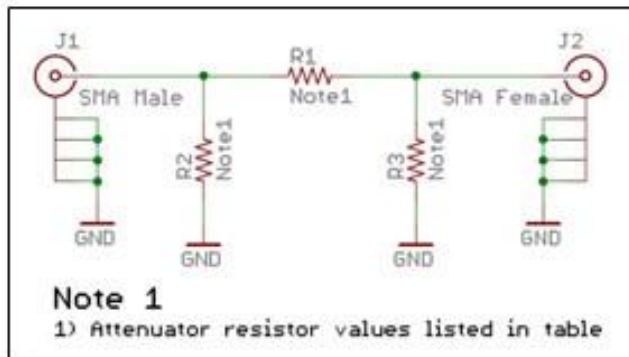 J1
R1
J2
SMA Male
Note1
SMA Female
R2
Note1
R3
Note1
GND
GND
GND
GND
Note 1
1) Attenuator resistor values listed in table